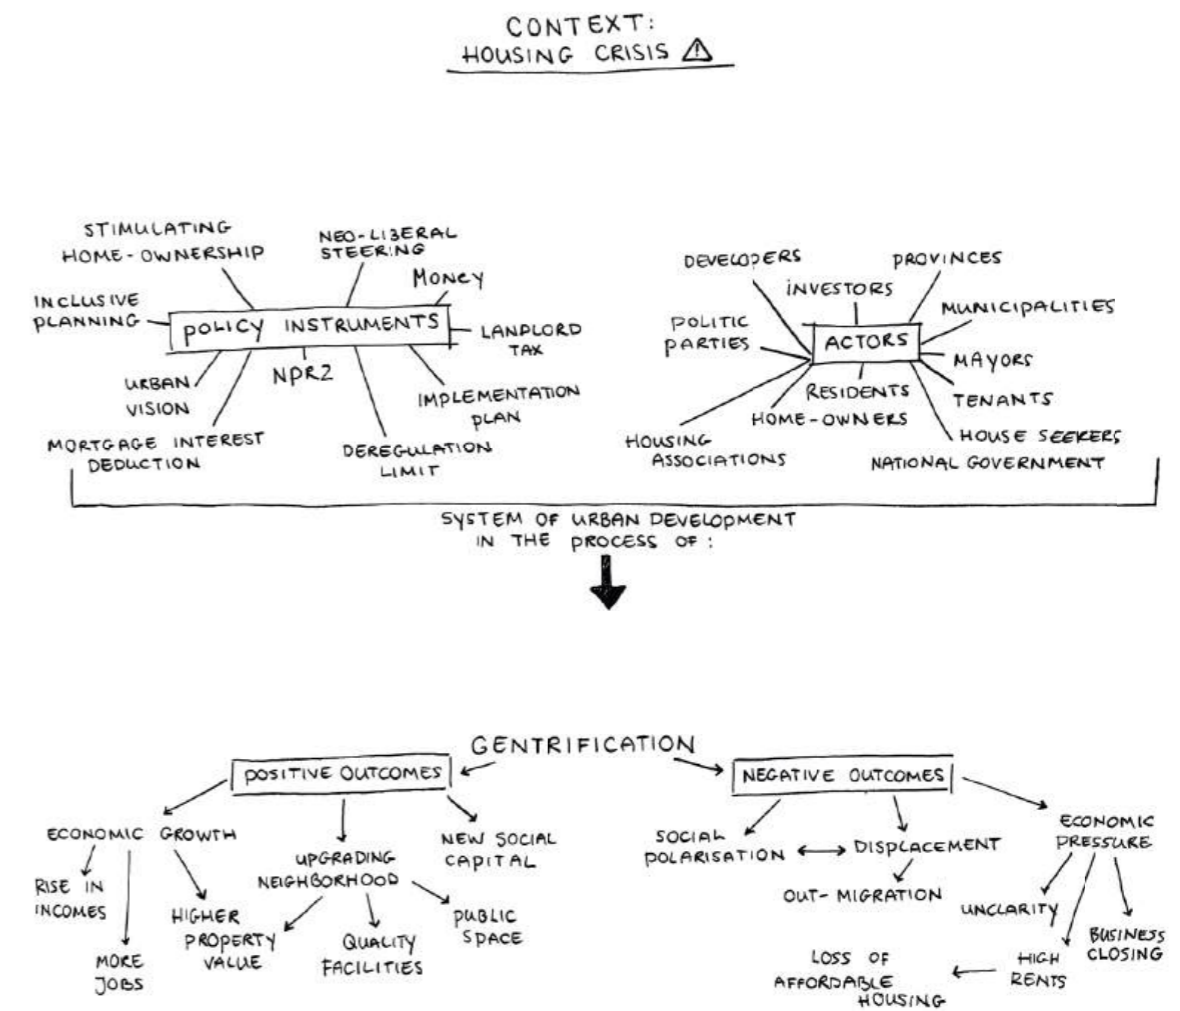 CONTEXT:
HOUSING CRISIS
STIMULATING
HOME-OWNERSHIP
NEO-LIBERAL
STEERING
MONEY
INCLUSIVE
PLANNING
POLICY INSTRUMENTS
LANPLORD
TAX
URBAN
VISION
NPRZ
IMPLEMENTATION
PLAN
MORTGAGE INTEREST
DEDUCTION
DEREGULATION
LIMIT
DEVELOPERS
PROVINCES
INVESTORS
MUNICIPALITIES
POLITIC
PARTIES
ACTORS
MAYORS
RESIDENTS
TENANTS
HOME-OWNERS
HOUSING
ASSOCIATIONS
HOUSE SEEKERS
NATIONAL GOVERNMENT
SYSTEM OF URBAN DEVELOPMENT
IN THE PROCESS OF:
GENTRIFICATION
POSITIVE OUTCOMES
NEGATIVE OUTCOMES
ECONOMIC GROWTH
UPGRADING
NEIGHBORHOOD
NEW SOCIAL
CAPITAL
RISE IN
INCOMES
MORE
JOBS
HIGHER
PROPERTY
VALUE
QUALITY
FACILITIES
PUBLIC
SPACE
SOCIAL
POLARISATION
DISPLACEMENT
OUT-MIGRATION
ECONOMIC
PRESSURE
UNCLARITY
HIGH
RENTS
BUSINESS
CLOSING
LOSS OF
AFFORDABLE
HOUSING